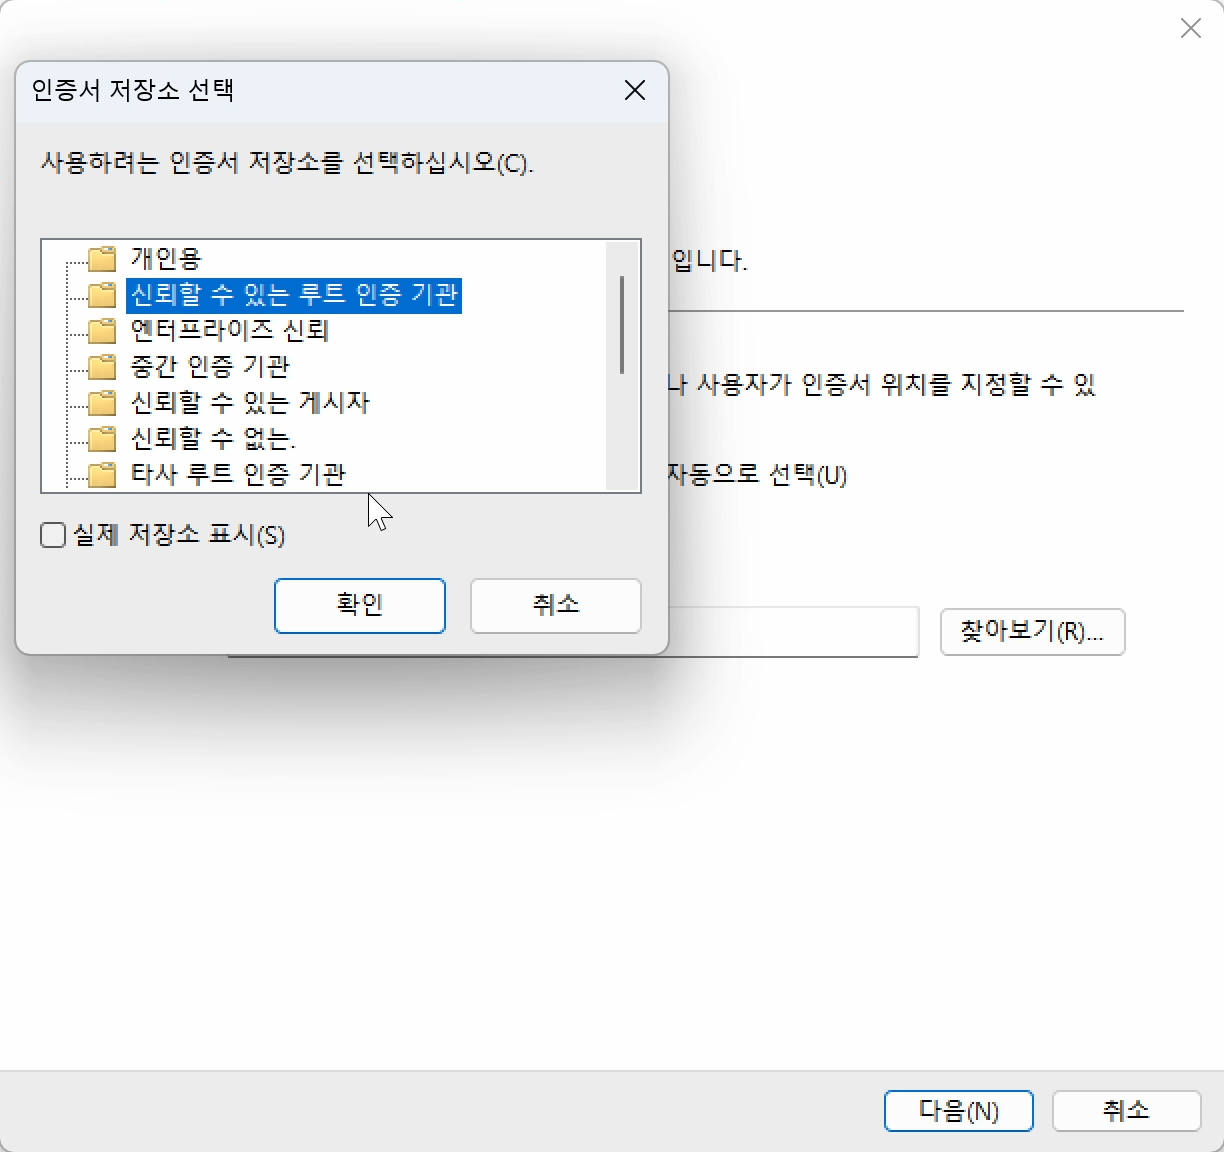 인증서 저장소 선택
사용하려는 인증서 저장소를 선택하십시오(C).
개인용
신뢰할 수 있는 루트 인증 기관
엔터프라이즈 신뢰
중간 인증 기관
신뢰할 수 있는 게시자
신뢰할 수 없는.
타사 루트 인증 기관
실제 저장소 표시(S)
확인
취소
입니다.
나 사용자가 인증서 위치를 지정할 수 있
자동으로 선택(U)
찾아보기(R)...
다음(N)
취소